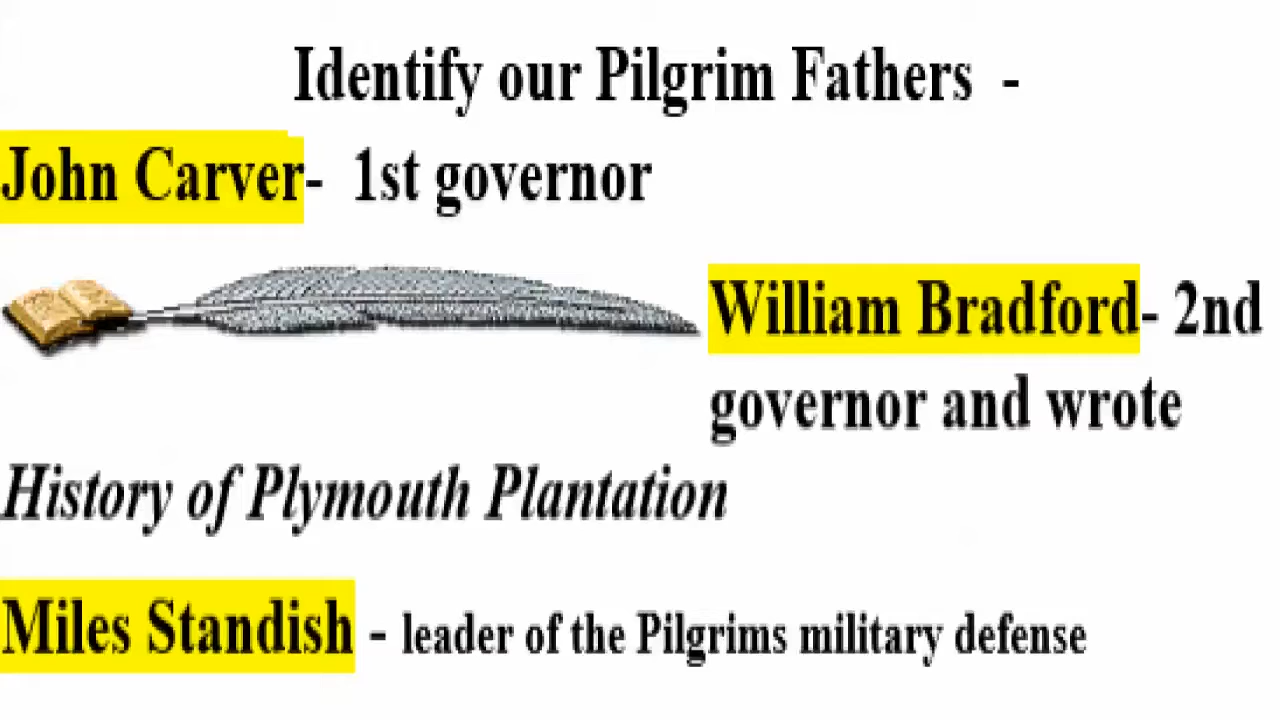 Identify our Pilgrim Fathers -
John Carver- 1st governor
William Bradford- 2nd
governor and wrote
History of Plymouth Plantation
Miles Standish - leader of the Pilgrims military defense